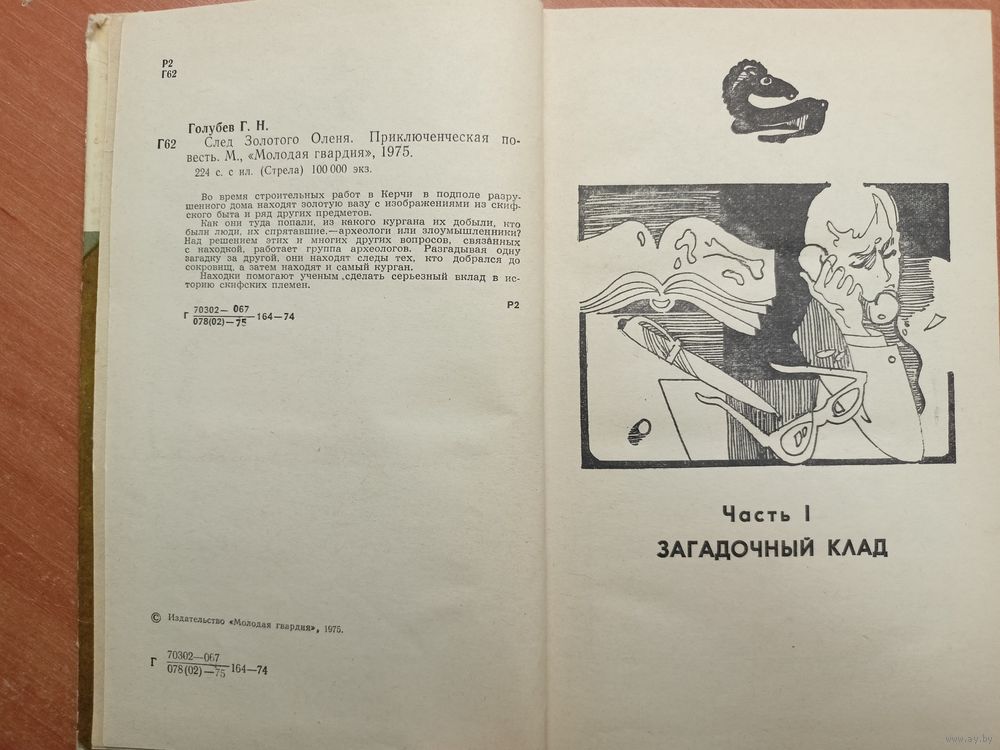 Р2
Г62
Голубев Г. Н.
Г62 След Золотого Оленя. Приключенческая по-
весть. М., «Молодая гвардия», 1975.
224 с. с ил. (Стрела) 100 000 экз.
Во время строительных работ в Керчи в подполе разру-
шенного дома находят золотую вазу с изображениями из скиф-
ского быта и ряд других предметов.
Как они туда попали, из какого кургана их добыли, кто
были люди, их спрятавшие,—археологи или злоумышленники?
Над решением этих и многих других вопросов, связанных
с находкой, работает группа археологов. Разгадывая одну
загадку за другой, они находят следы тех, кто добрался до
сокровищ, а затем находят и самый курган.
Находки помогают ученым сделать серьезный вклад в ис-
торию скифских племен.
Г 70302—067
078(02)—75 164—74
Р2
© Издательство «Молодая гвардия», 1975.
Г 70302—067
078(02)—75 164—74
Часть I
ЗАГАДОЧНЫЙ КЛАД
www.ay.by